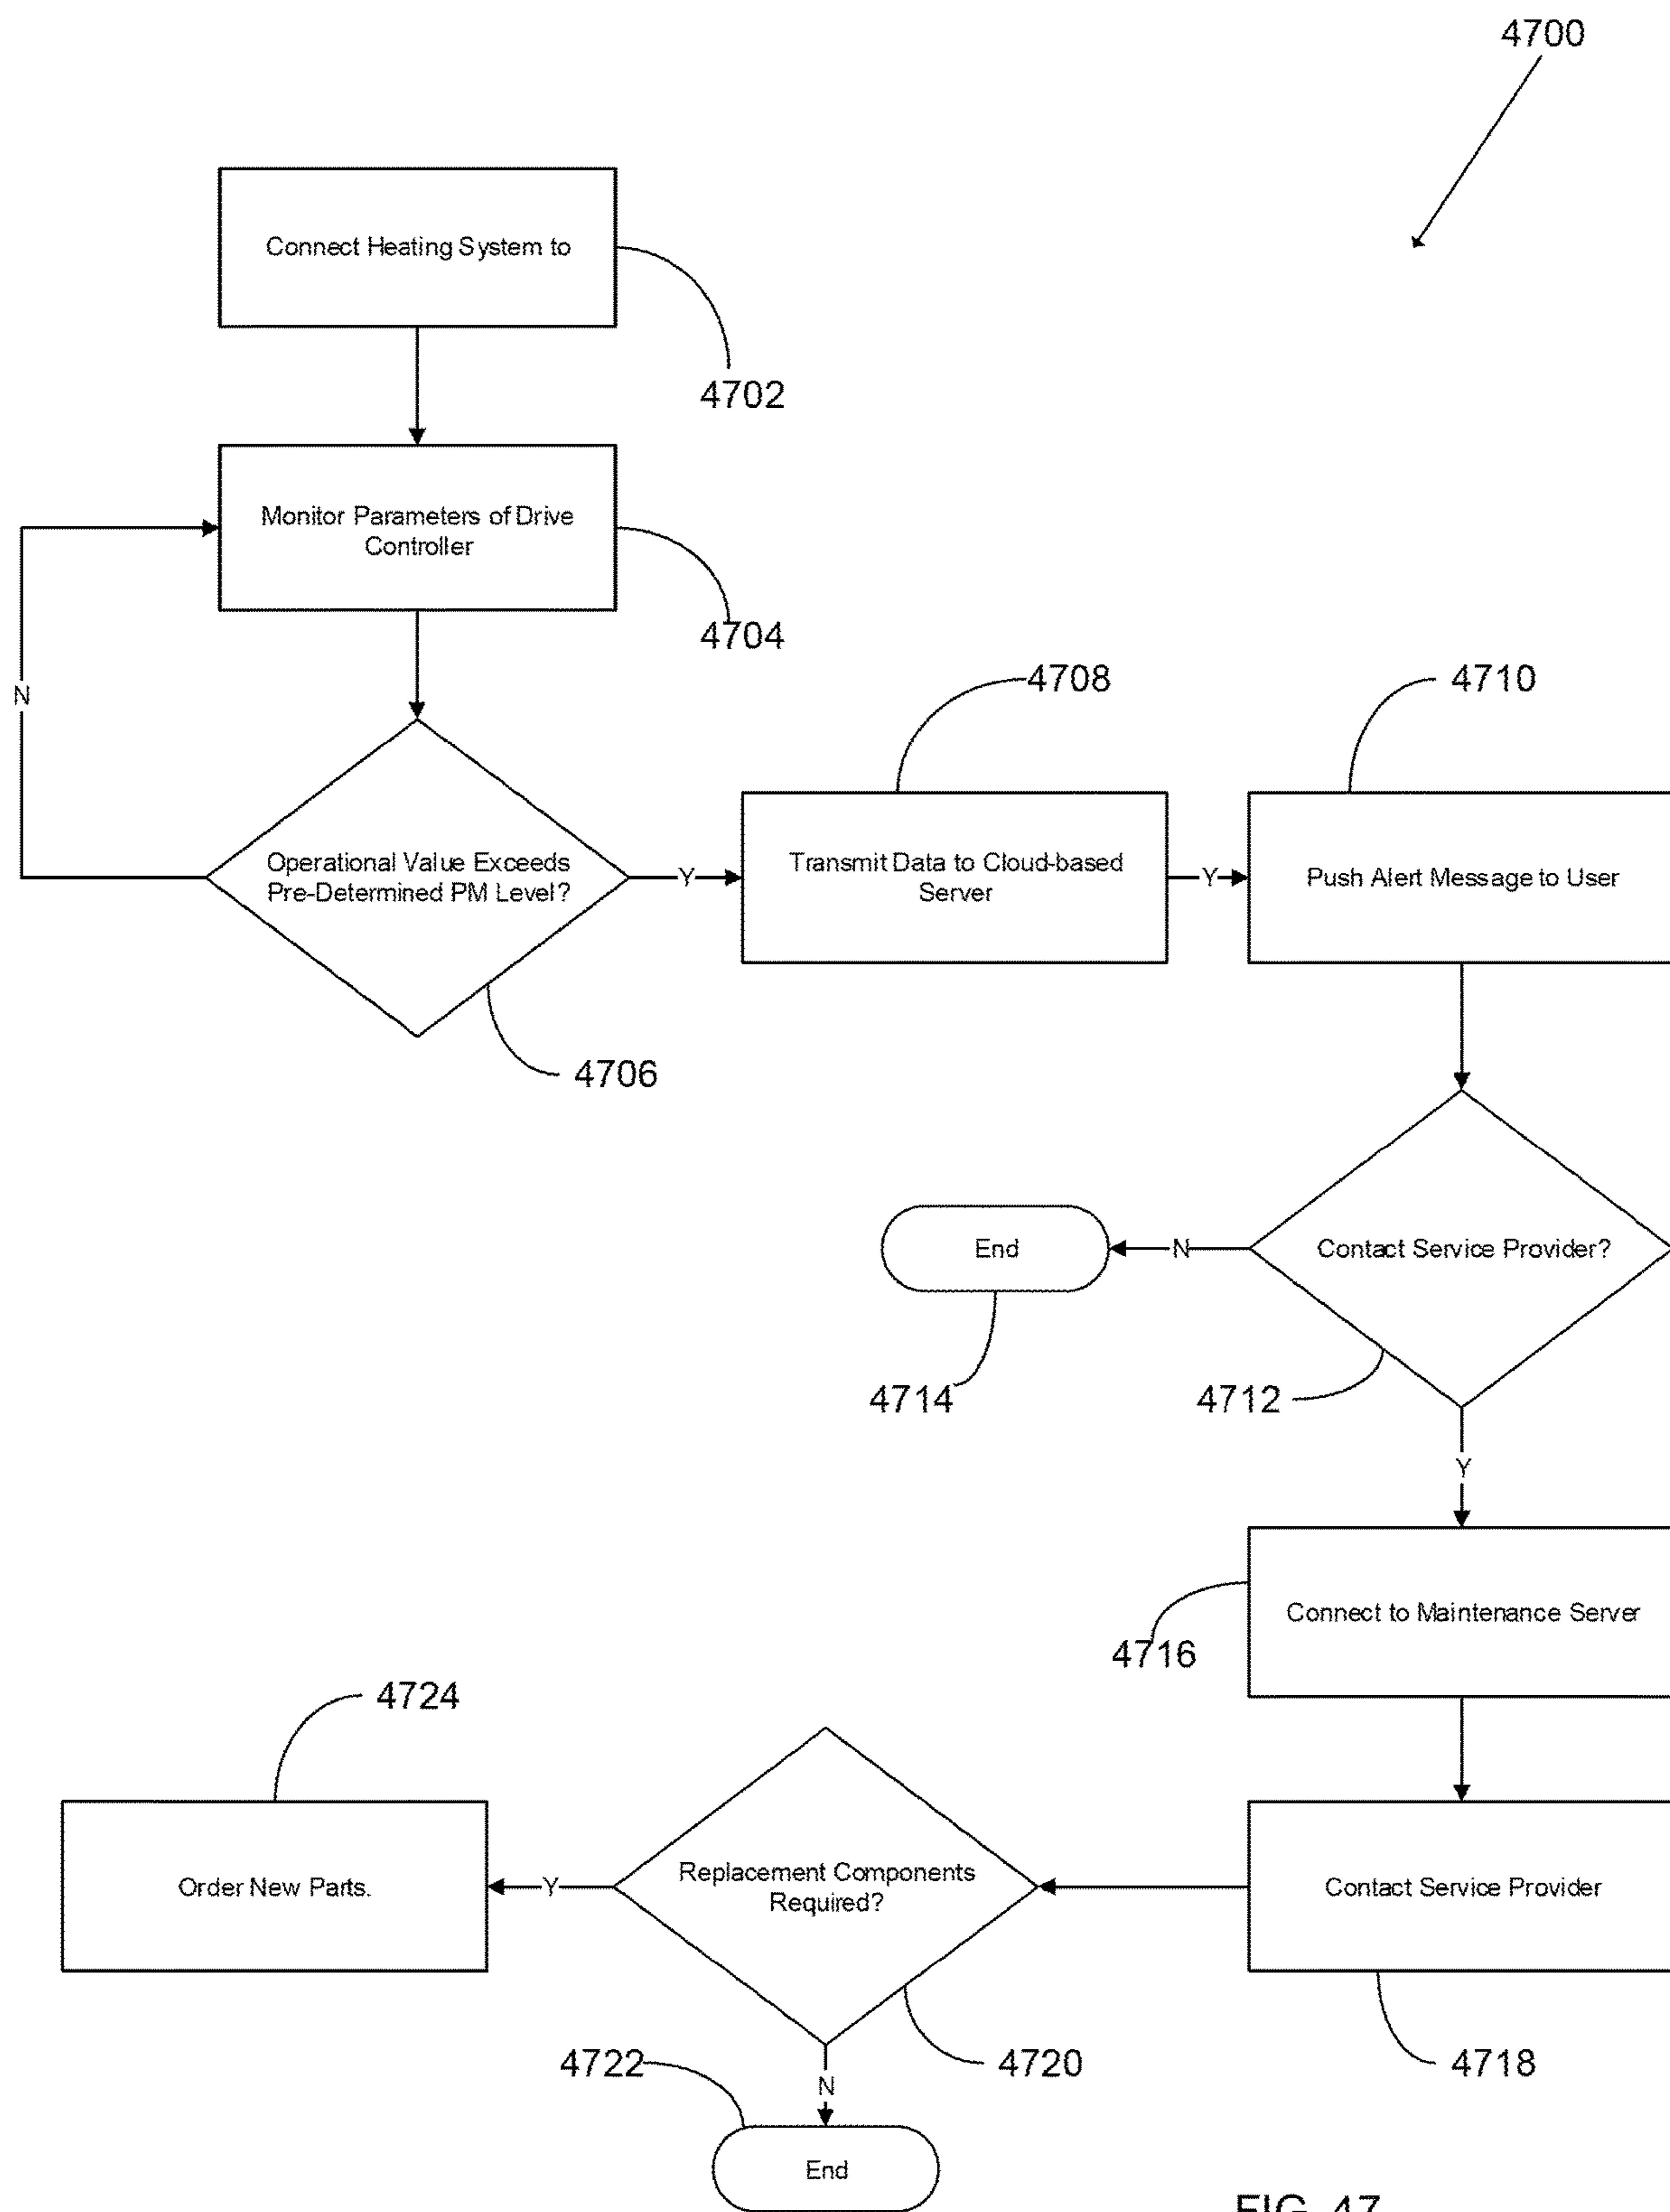 4700
Connect Heating System to
4702
Monitor Parameters of Drive
Controller
4704
N
4708
4710
Operational Value Exceeds
Pre-Determined PM Level?
Y
Transmit Data to Cloud-based
Server
Y
Push Alert Message to User
4706
End
N
Contact Service Provider?
4714
4712
Y
Connect to Maintenance Server
4716
4724
Order New Parts.
Y
Replacement Components
Required?
Contact Service Provider
4722
4720
4718
N
End
FIG. 47